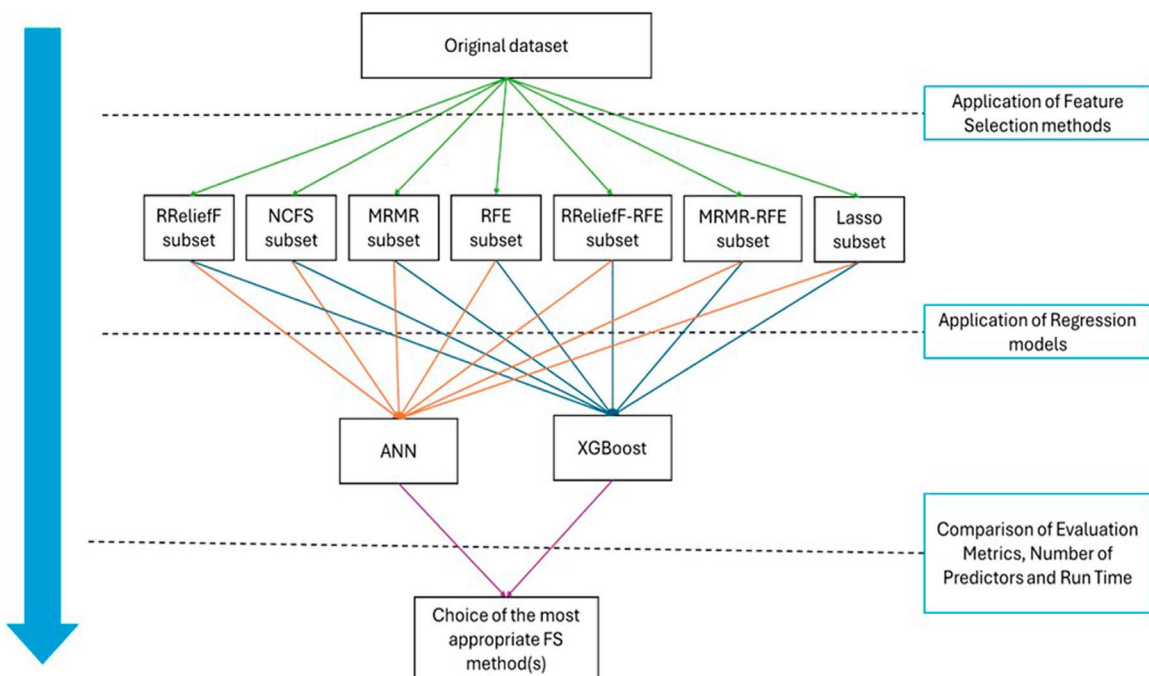 Original dataset
Application of Feature
Selection methods
RReliefF
subset
NCFS
subset
MRMR
subset
RFE
subset
RReliefF-RFE
subset
MRMR-RFE
subset
Lasso
subset
Application of Regression
models
ANN
XGBoost
Comparison of Evaluation
Metrics, Number of
Predictors and Run Time
Choice of the most
appropriate FS
method(s)